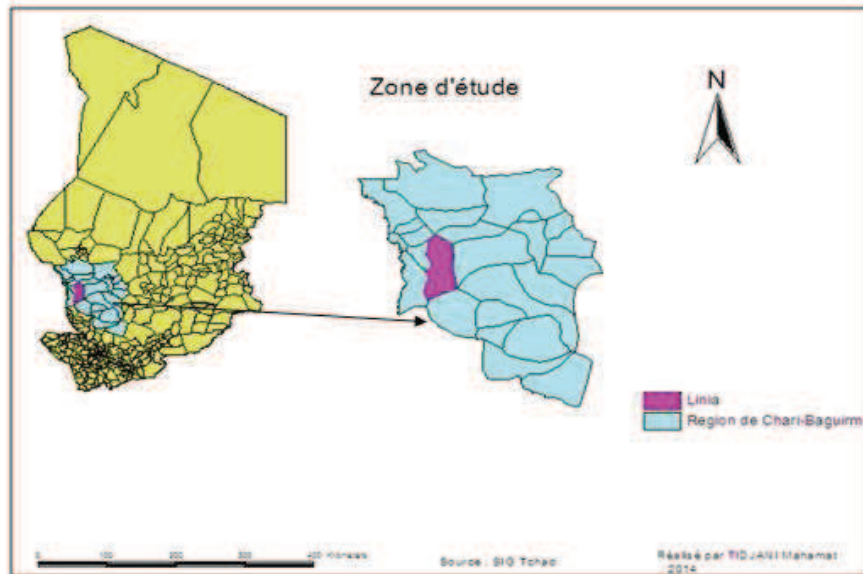 Zone d'étude
N
Linia
Region de Chari-Baguirm
0 100 200 400 Kilometers
Source : SIG Tchad
Réalisé par TIDJANI Mahamat
2014